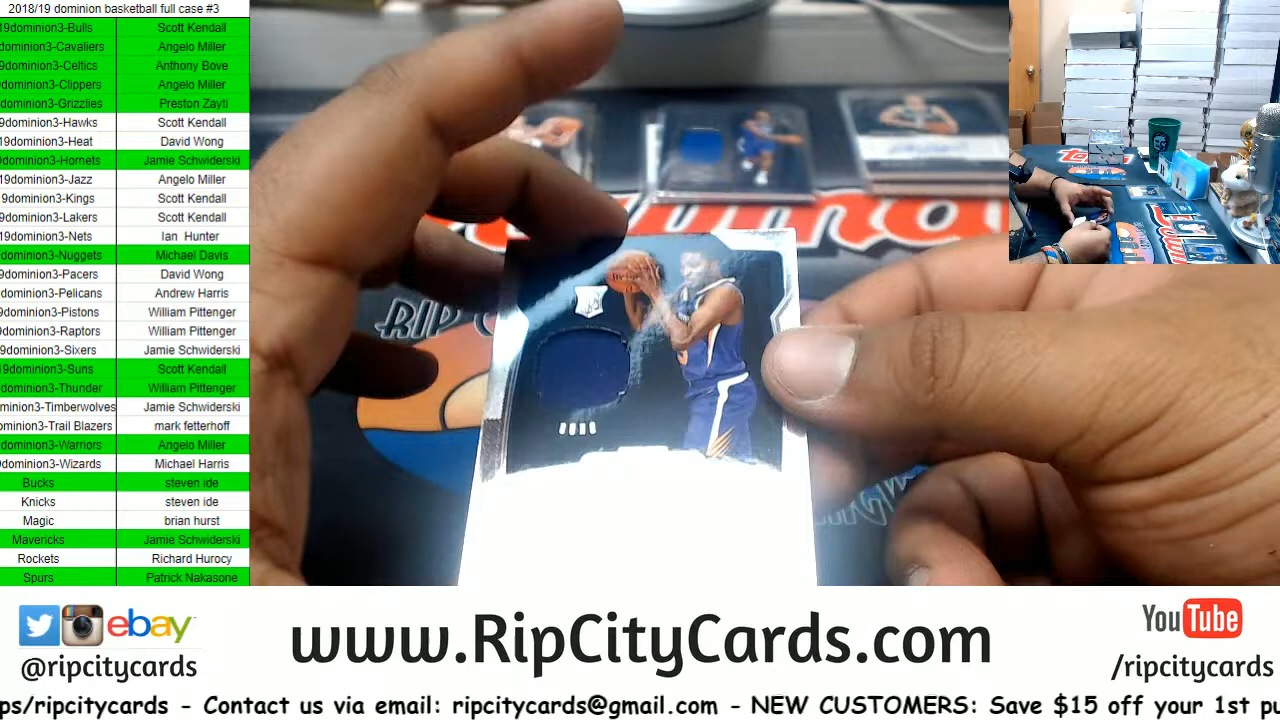 2018/19 dominion basketball full case #3
19dominion3-Bulls Scott Kendall
dominion3-Cavaliers Angelo Miller
9dominion3-Celtics Anthony Bove
9dominion3-Clippers Angelo Miller
dominion3-Grizzlies Preston Zayti
9dominion3-Hawks Scott Kendall
19dominion3-Heat David Wong
dominion3-Hornets Jamie Schwiderski
19dominion3-Jazz Angelo Miller
9dominion3-Kings Scott Kendall
9dominion3-Lakers Scott Kendall
19dominion3-Nets Ian Hunter
dominion3-Nuggets Michael Davis
9dominion3-Pacers David Wong
dominion3-Pelicans Andrew Harris
9dominion3-Pistons William Pittenger
dominion3-Raptors William Pittenger
9dominion3-Sixers Jamie Schwiderski
19dominion3-Suns Scott Kendall
dominion3-Thunder William Pittenger
minion3-Timberwolves Jamie Schwiderski
ominion3-Trail Blazers mark fetterhoff
dominion3-Warriors Angelo Miller
dominion3-Wizards Michael Harris
Bucks steven ide
Knicks steven ide
Magic brian hurst
Mavericks Jamie Schwiderski
Rockets Richard Hurocy
Spurs Patrick Nakasone
RIP
ebay
@ripcitycards
www.RipCityCards.com
YouTube
/ripcitycards
ps/ripcitycards - Contact us via email: ripcitycards@gmail.com - NEW CUSTOMERS: Save $15 off your 1st pu